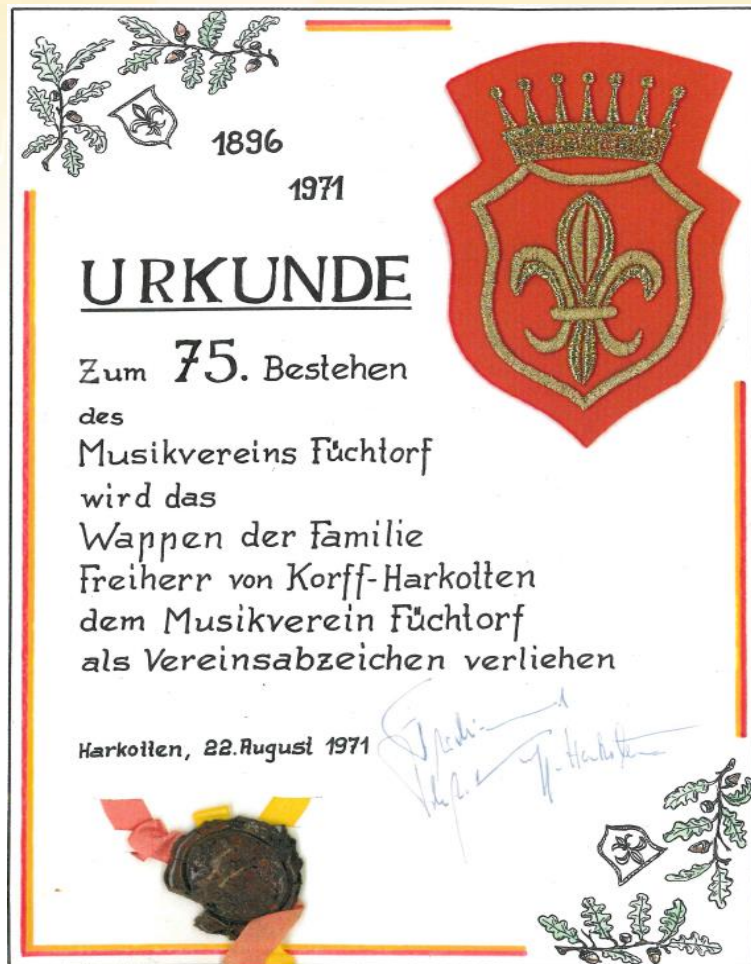 1896
1971
URKUNDE
Zum 75. Bestehen
des
Musikvereins Füchtorf
wird das
Wappen der Familie
Freiherr von Korff-Harkotten
dem Musikverein Füchtorf
als Vereinsabzeichen verliehen
Harkotten, 22. August 1971